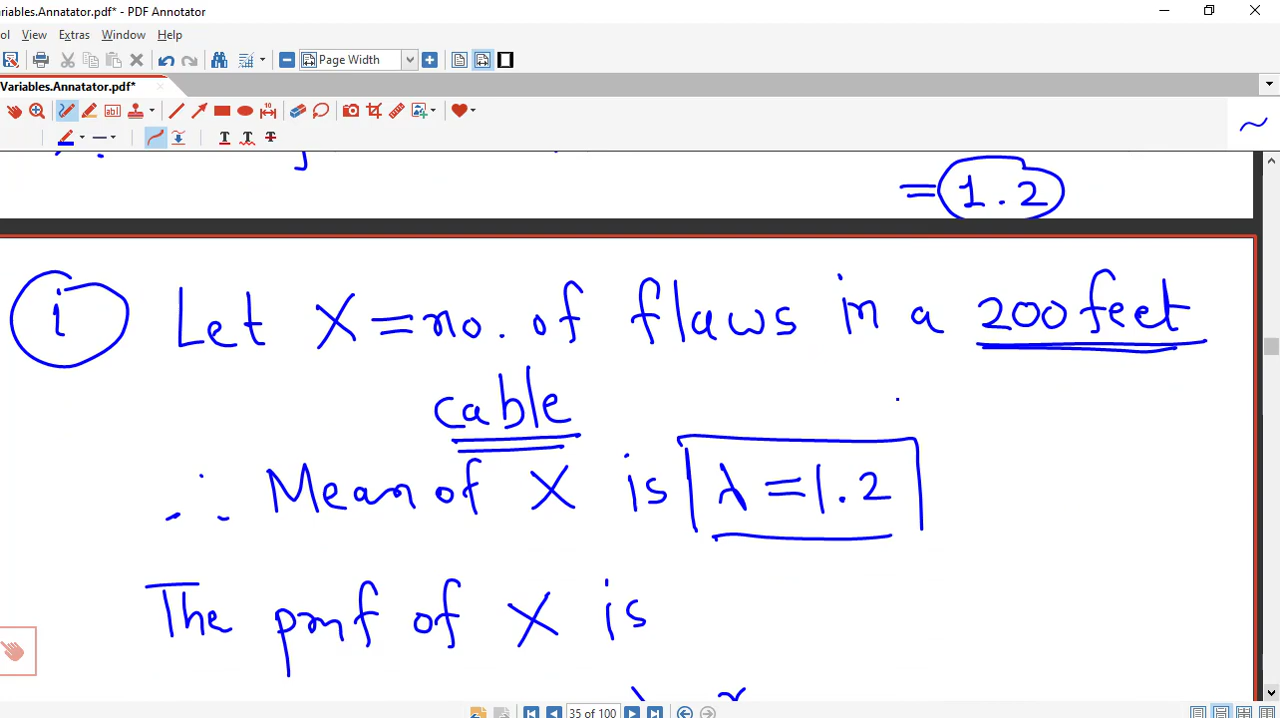 ariables.Annatator.pdf* - PDF Annotator
ol View Extras Window Help
Page Width
Variables.Annatator.pdf*
= 1.2
i Let X = no. of flaws in a 200 feet
cable
∴ Mean of X is λ = 1.2
The pmf of X is
35 of 100